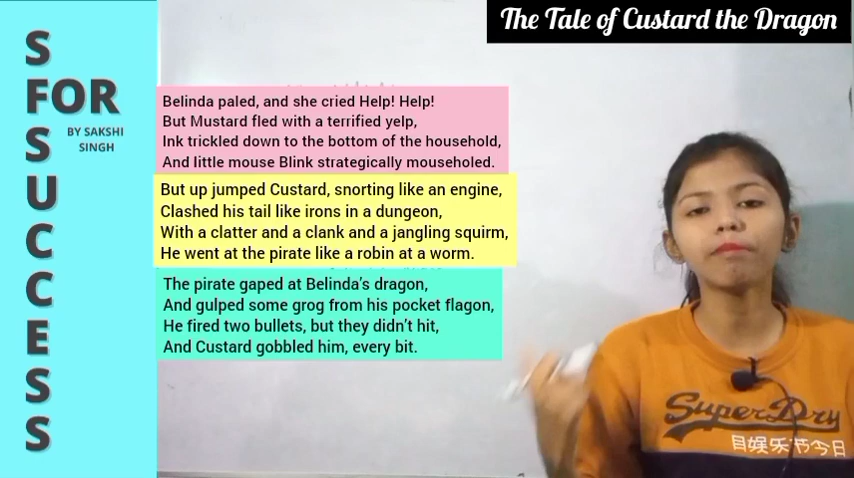 The Tale of Custard the Dragon
S FOR SUCCESS
BY SAKSHI
SINGH
Belinda paled, and she cried Help! Help!
But Mustard fled with a terrified yelp,
Ink trickled down to the bottom of the household,
And little mouse Blink strategically mouseholed.
But up jumped Custard, snorting like an engine,
Clashed his tail like irons in a dungeon,
With a clatter and a clank and a jangling squirm,
He went at the pirate like a robin at a worm.
The pirate gaped at Belinda’s dragon,
And gulped some grog from his pocket flagon,
He fired two bullets, but they didn’t hit,
And Custard gobbled him, every bit.
SuperDry